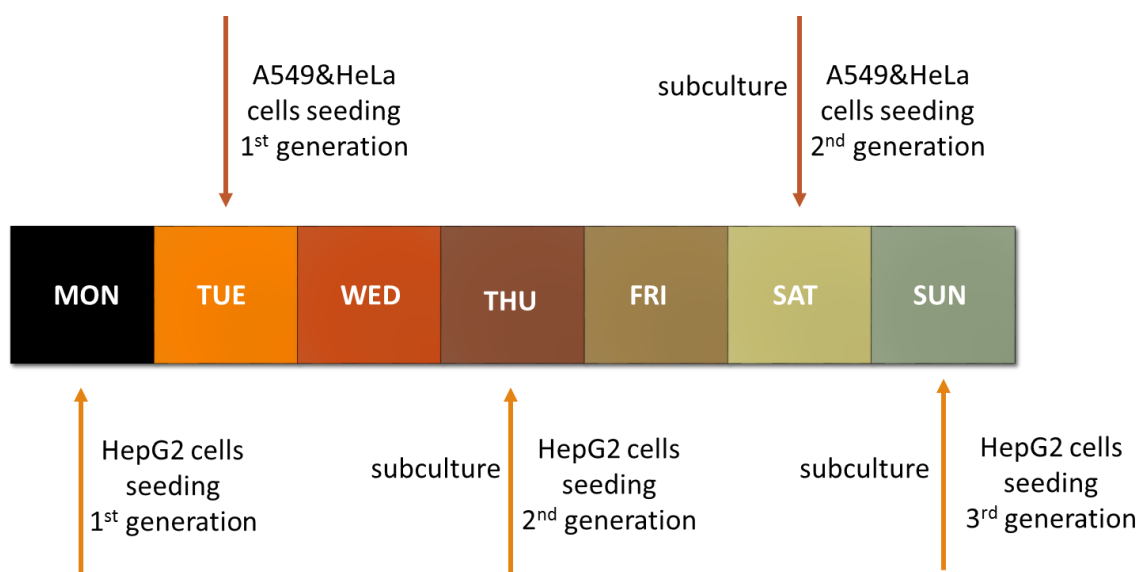 A549&HeLa
cells seeding
1st generation
subculture
A549&HeLa
cells seeding
2nd generation
MON
TUE
WED
THU
FRI
SAT
SUN
HepG2 cells
seeding
1st generation
subculture
HepG2 cells
seeding
2nd generation
subculture
HepG2 cells
seeding
3rd generation